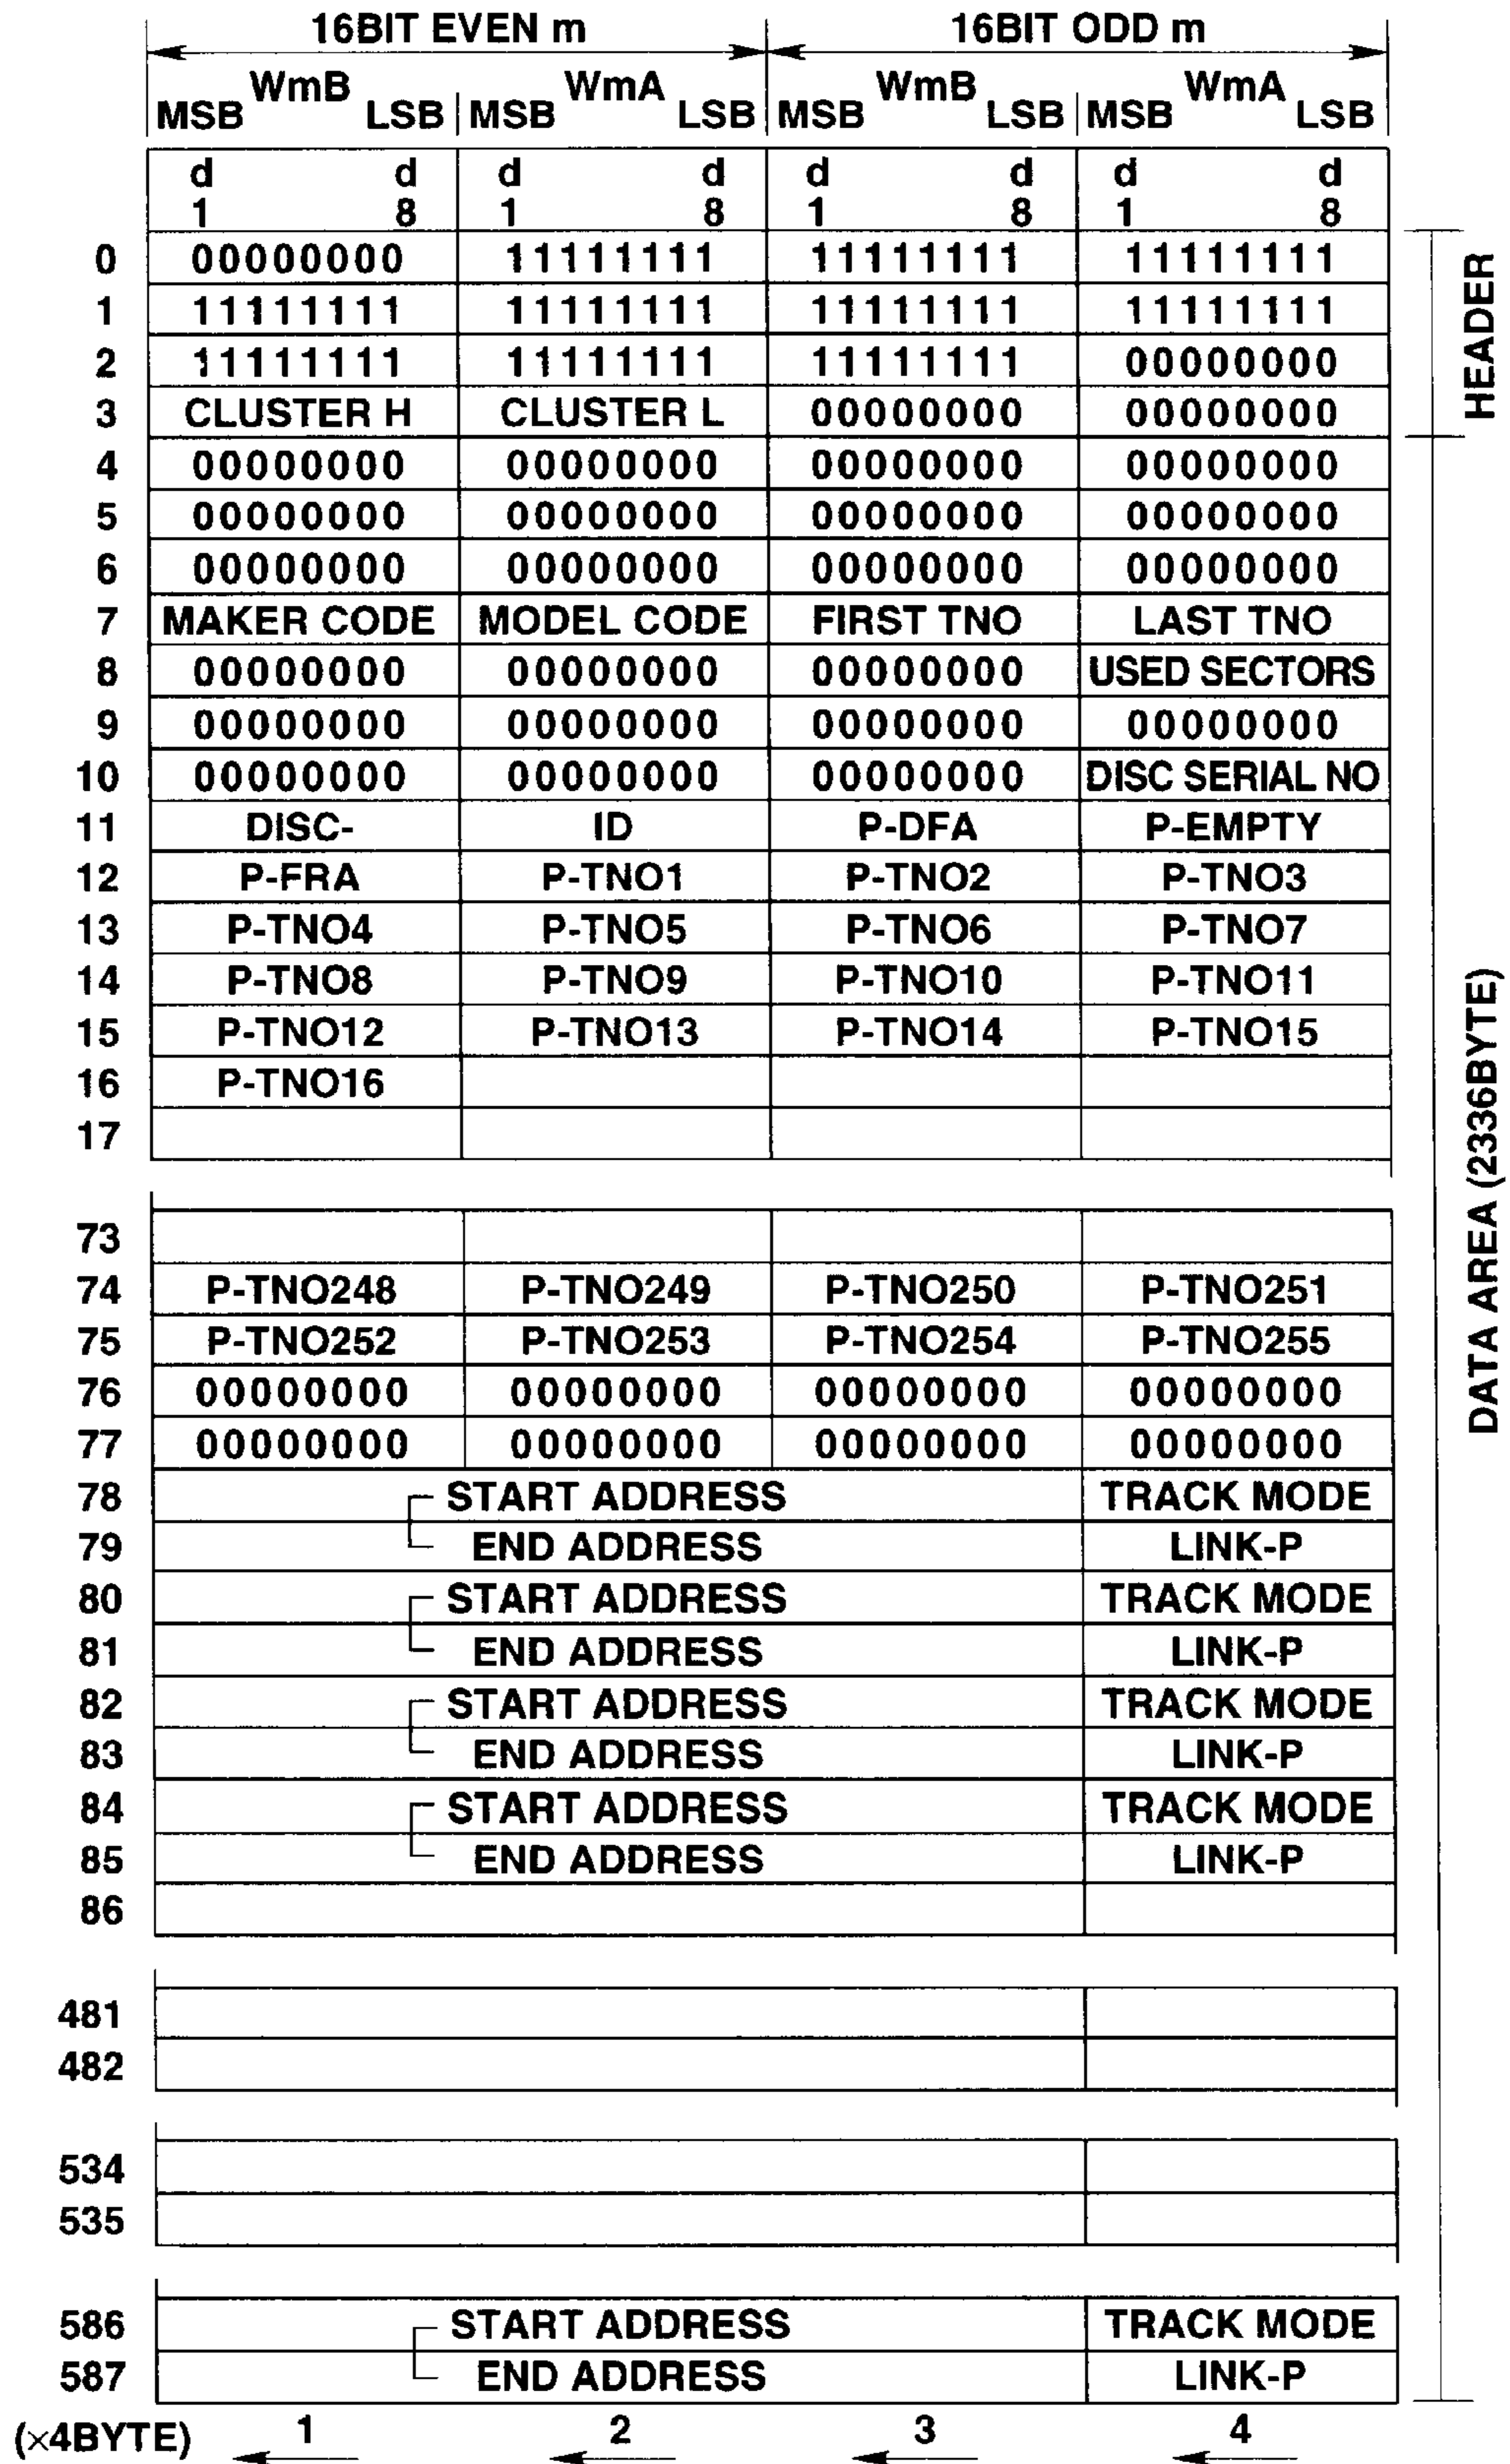 16BIT EVEN m 16BIT ODD m
WmB WmA WmB WmA
MSB LSB MSB LSB MSB LSB MSB LSB
d d d d d d d d
1 8 1 8 1 8 1 8
0 00000000 11111111 11111111 11111111
1 11111111 11111111 11111111 11111111
2 11111111 11111111 11111111 00000000
3 CLUSTER H CLUSTER L 00000000 00000000
HEADER
4 00000000 00000000 00000000 00000000
5 00000000 00000000 00000000 00000000
6 00000000 00000000 00000000 00000000
7 MAKER CODE MODEL CODE FIRST TNO LAST TNO
8 00000000 00000000 00000000 USED SECTORS
9 00000000 00000000 00000000 00000000
10 00000000 00000000 00000000 DISC SERIAL NO
11 DISC- ID P-DFA P-EMPTY
12 P-FRA P-TNO1 P-TNO2 P-TNO3
13 P-TNO4 P-TNO5 P-TNO6 P-TNO7
14 P-TNO8 P-TNO9 P-TNO10 P-TNO11
15 P-TNO12 P-TNO13 P-TNO14 P-TNO15
16 P-TNO16
17
73
74 P-TNO248 P-TNO249 P-TNO250 P-TNO251
75 P-TNO252 P-TNO253 P-TNO254 P-TNO255
76 00000000 00000000 00000000 00000000
77 00000000 00000000 00000000 00000000
DATA AREA (2336BYTE)
78 START ADDRESS TRACK MODE
79 END ADDRESS LINK-P
80 START ADDRESS TRACK MODE
81 END ADDRESS LINK-P
82 START ADDRESS TRACK MODE
83 END ADDRESS LINK-P
84 START ADDRESS TRACK MODE
85 END ADDRESS LINK-P
86
481
482
534
535
586 START ADDRESS TRACK MODE
587 END ADDRESS LINK-P
(×4BYTE) 1 2 3 4